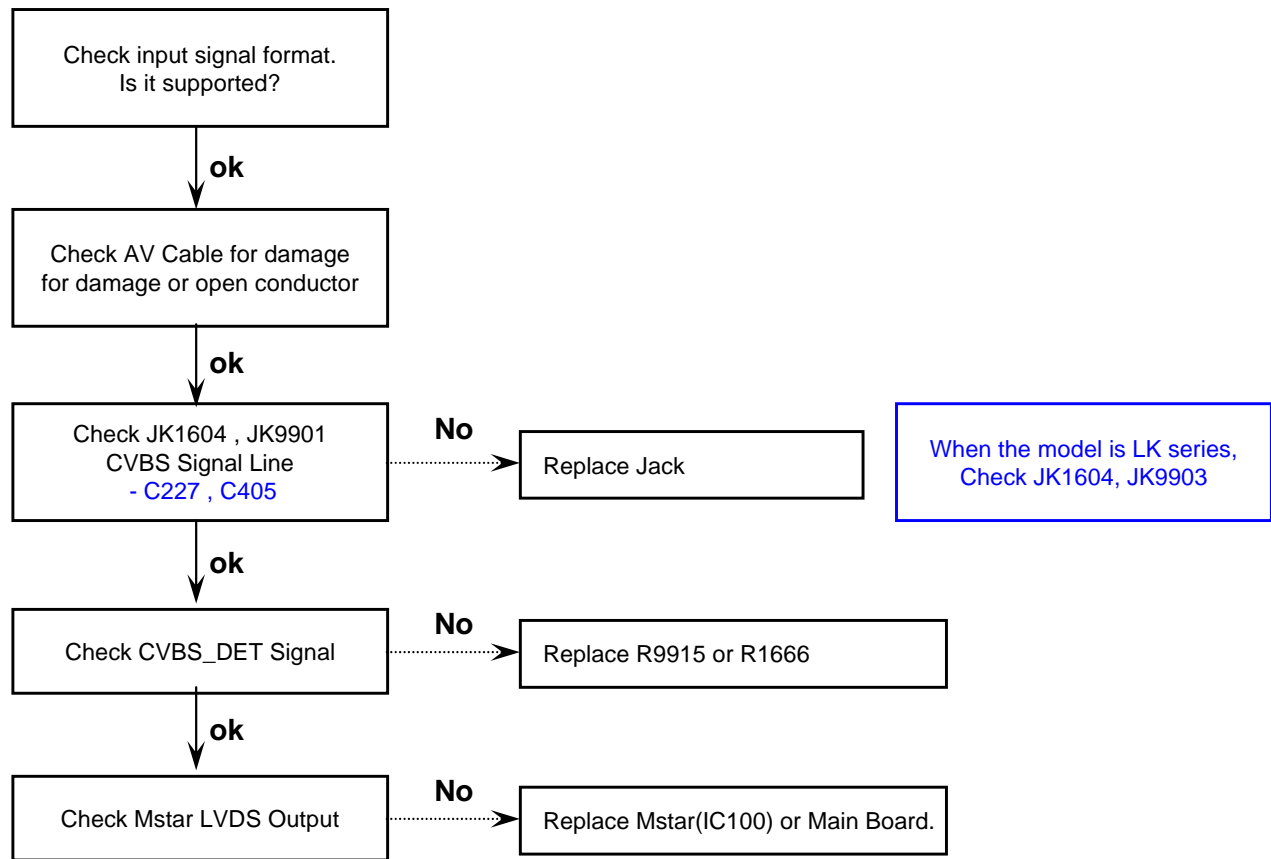 Check input signal format.
Is it supported?
ok
Check AV Cable for damage
for damage or open conductor
ok
Check JK1604 , JK9901
CVBS Signal Line
- C227 , C405
No
Replace Jack
When the model is LK series,
Check JK1604, JK9903
ok
Check CVBS_DET Signal
No
Replace R9915 or R1666
ok
Check Mstar LVDS Output
No
Replace Mstar(IC100) or Main Board.